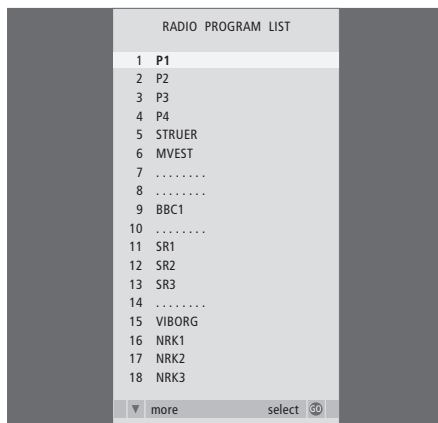 RADIO PROGRAM LIST
1 P1
2 P2
3 P3
4 P4
5 STRUER
6 MVEST
7 . . . . . . . .
8 . . . . . . . .
9 BBC1
10 . . . . . . . .
11 SR1
12 SR2
13 SR3
14 . . . . . . . .
15 VIBORG
16 NRK1
17 NRK2
18 NRK3
▼ more select GO